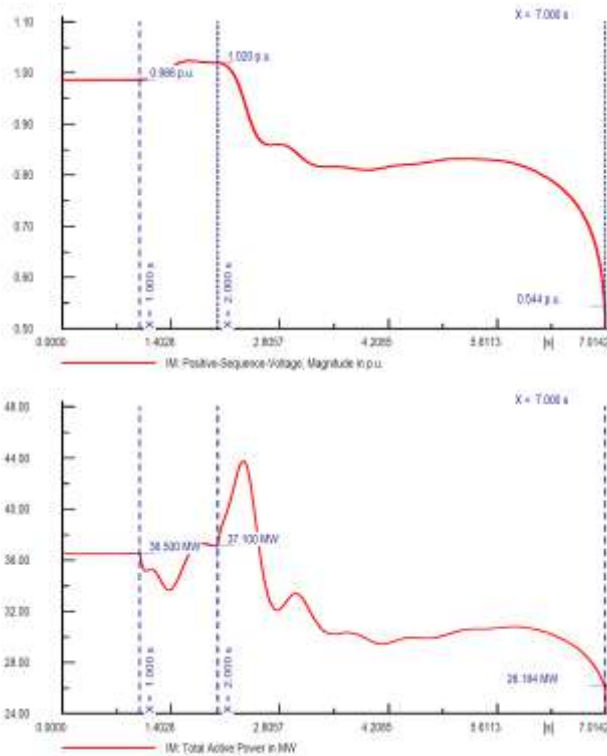 1.10
X = 7.000 s
1.020 p.u.
1.00
0.986 p.u.
0.90
0.80
0.70
X = 1.000 s
X = 2.000 s
0.60
0.544 p.u.
0.50
0.0000
1.4028
2.8057
4.2085
5.6113
[s]
7.0142
IM: Positive-Sequence-Voltage, Magnitude in p.u.
48.00
X = 7.000 s
44.00
40.00
37.100 MW
36.500 MW
36.00
32.00
28.00
X = 1.000 s
X = 2.000 s
26.184 MW
24.00
0.0000
1.4028
2.8057
4.2085
5.6113
[s]
7.0142
IM: Total Active Power in MW